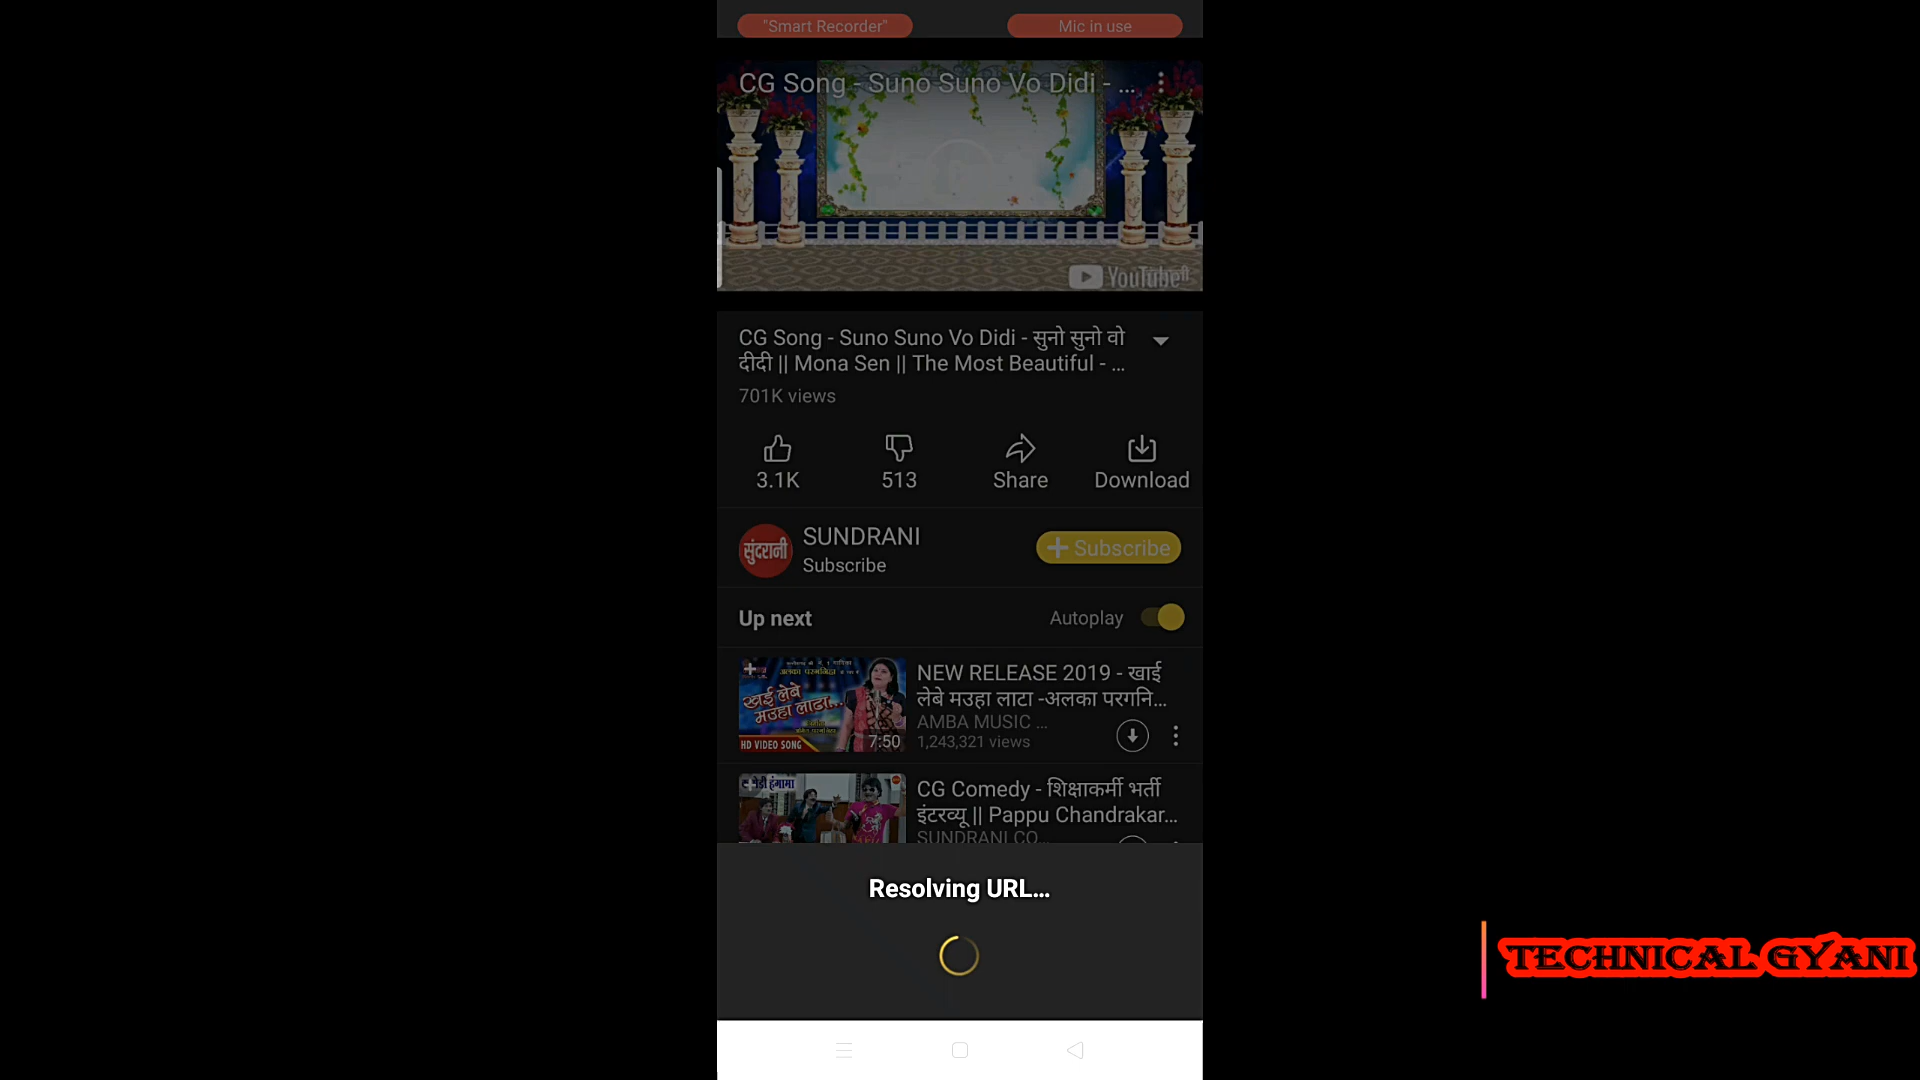 "Smart Recorder"
Mic in use
CG Song - Suno Suno Vo Didi - ...
YouTube
CG Song - Suno Suno Vo Didi - सुनो सुनो वो
दीदी || Mona Sen || The Most Beautiful - ...
701K views
3.1K
513
Share
Download
सुंदरानी
SUNDRANI
Subscribe
+ Subscribe
Up next
Autoplay
खाई लेबे
मउहा लाटा...
HD VIDEO SONG
7:50
NEW RELEASE 2019 - खाई
लेबे मउहा लाटा -अलका परगनि...
AMBA MUSIC ...
1,243,321 views
CG Comedy - शिक्षाकर्मी भर्ती
इंटरव्यू || Pappu Chandrakar...
SUNDRANI CO...
Resolving URL...
TECHNICAL GYANI